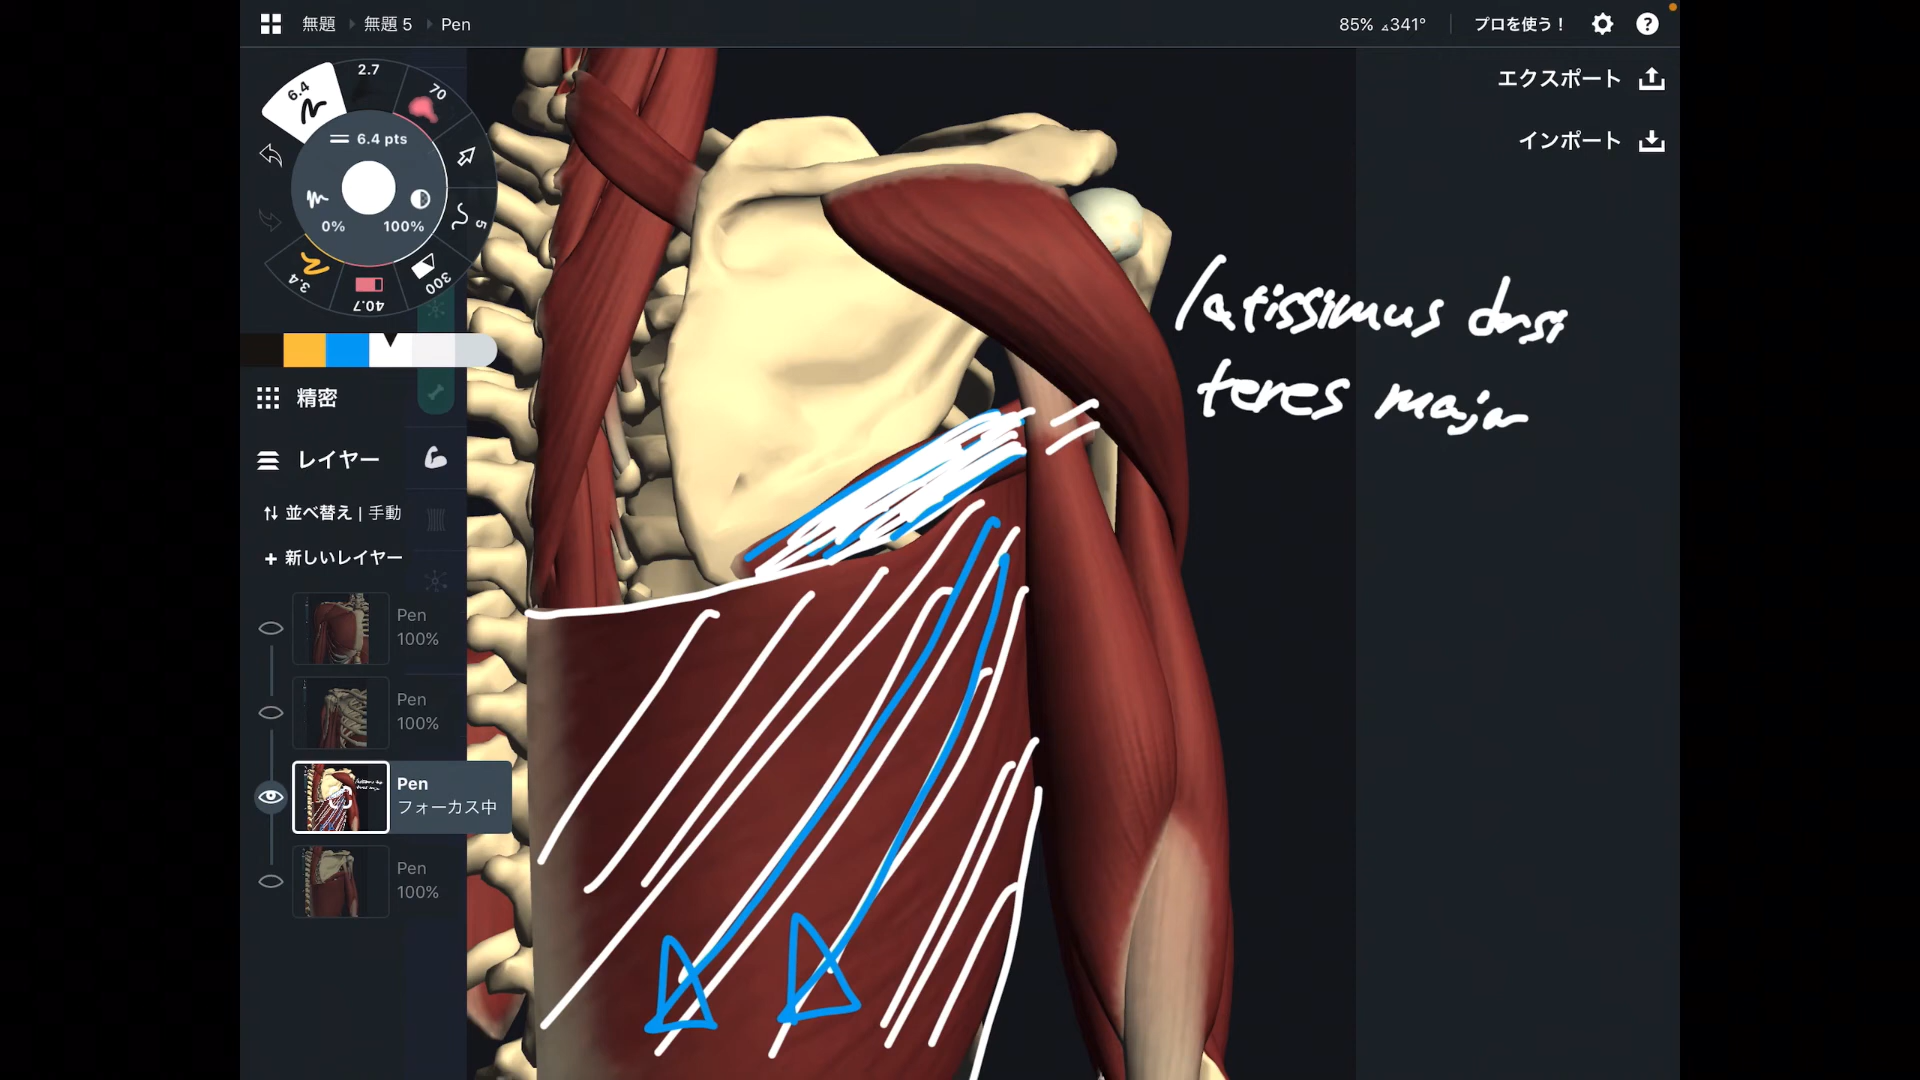 無題 無題 5 Pen
85% ⊿341°
プロを使う！
エクスポート
インポート
2.7
6.4
70
6.4 pts
5
0% 100%
3.4
40.7
300
latissimus dorsi
teres major
精密
レイヤー
並べ替え | 手動
+ 新しいレイヤー
Pen
100%
Pen
100%
Pen
フォーカス中
Pen
100%